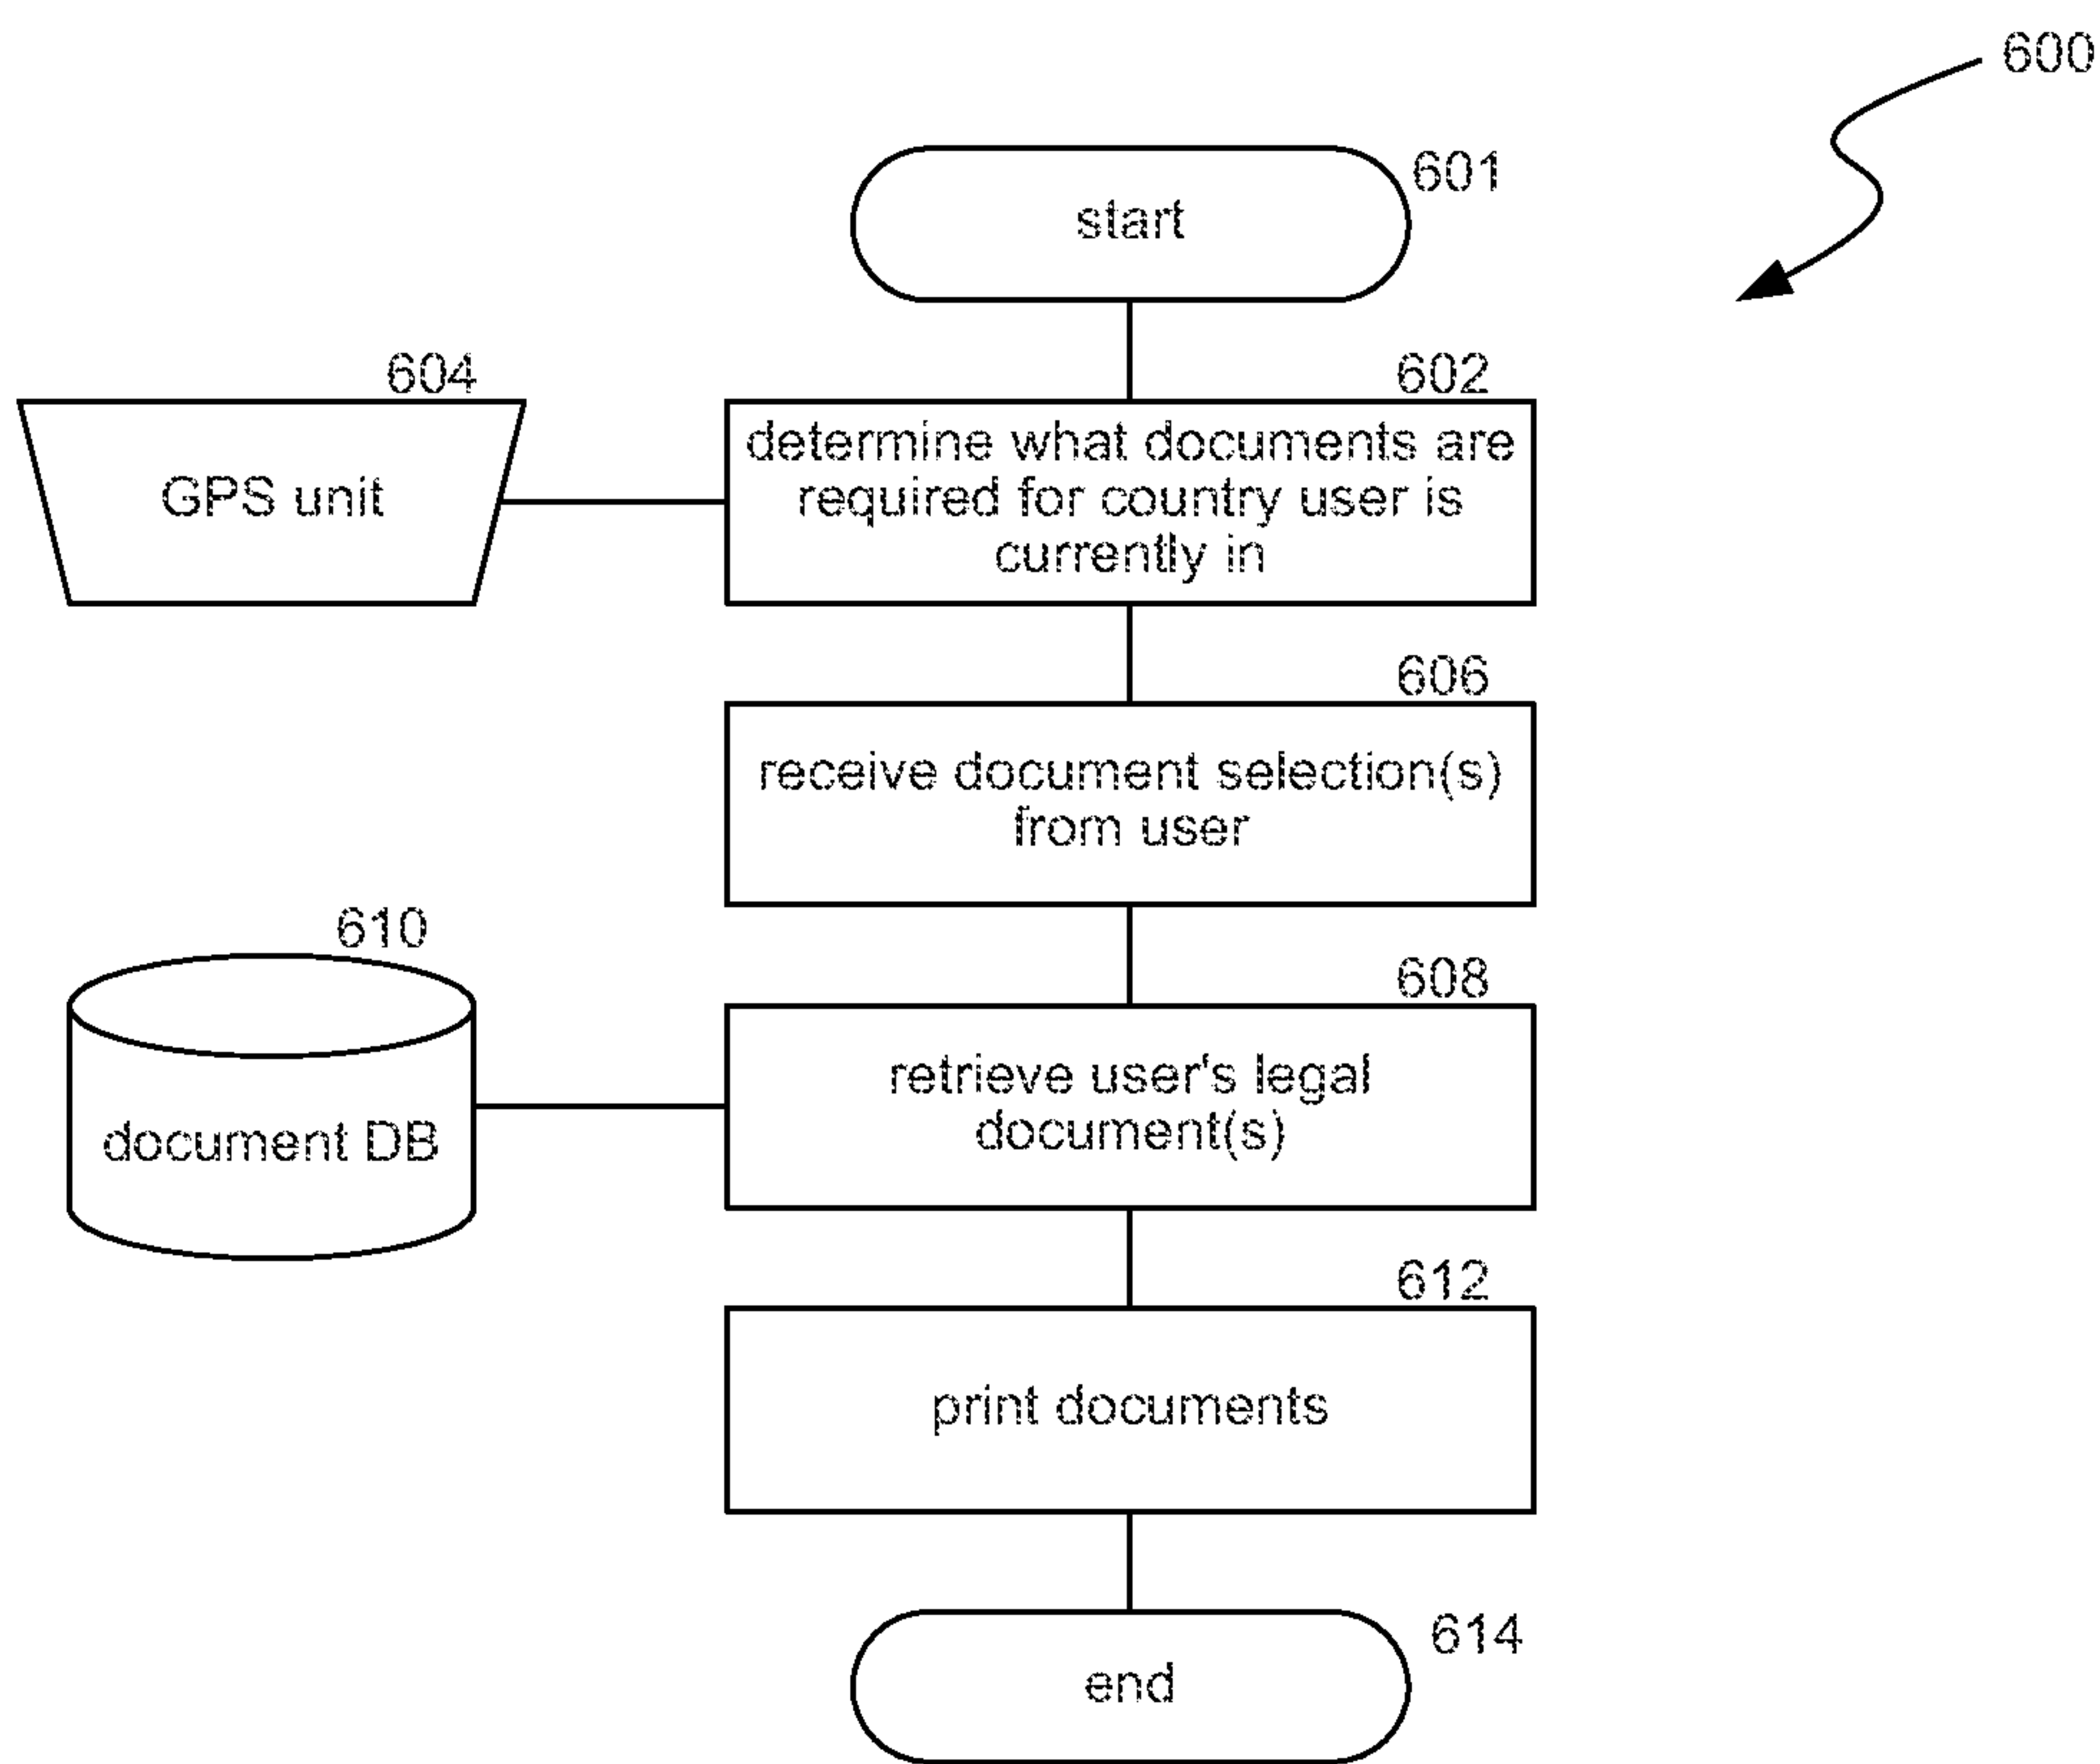 600
601
start
604
602
GPS unit
determine what documents are
required for country user is
currently in
606
receive document selection(s)
from user
610
608
document DB
retrieve user's legal
document(s)
612
print documents
614
end